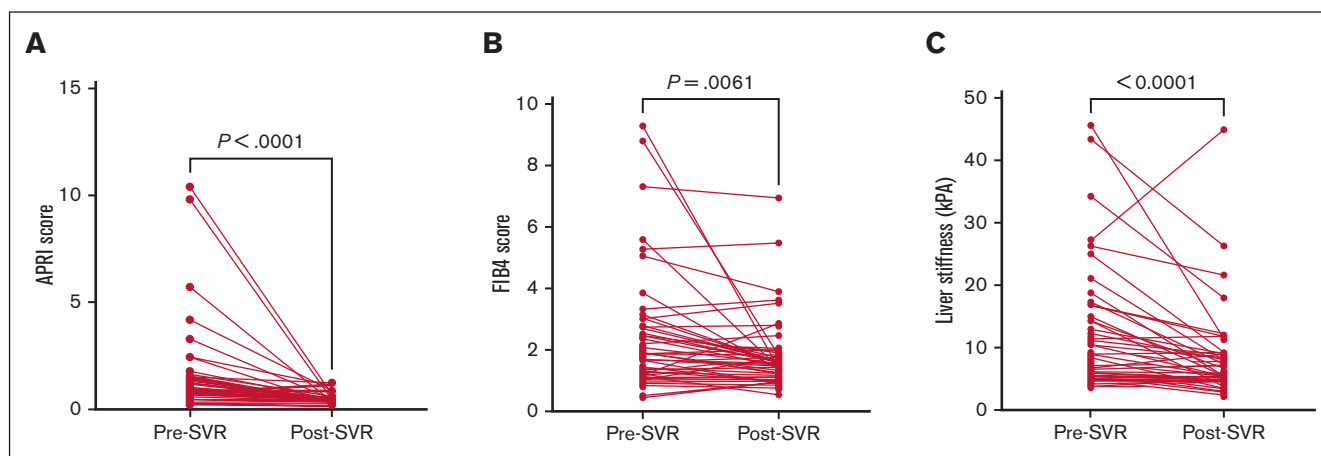 A
APRI score
15
10
5
0
P < .0001
Pre-SVR Post-SVR
B
FIB4 score
10
8
6
4
2
0
P = .0061
Pre-SVR Post-SVR
C
Liver stiffness (kPA)
50
40
30
20
10
0
< 0.0001
Pre-SVR Post-SVR